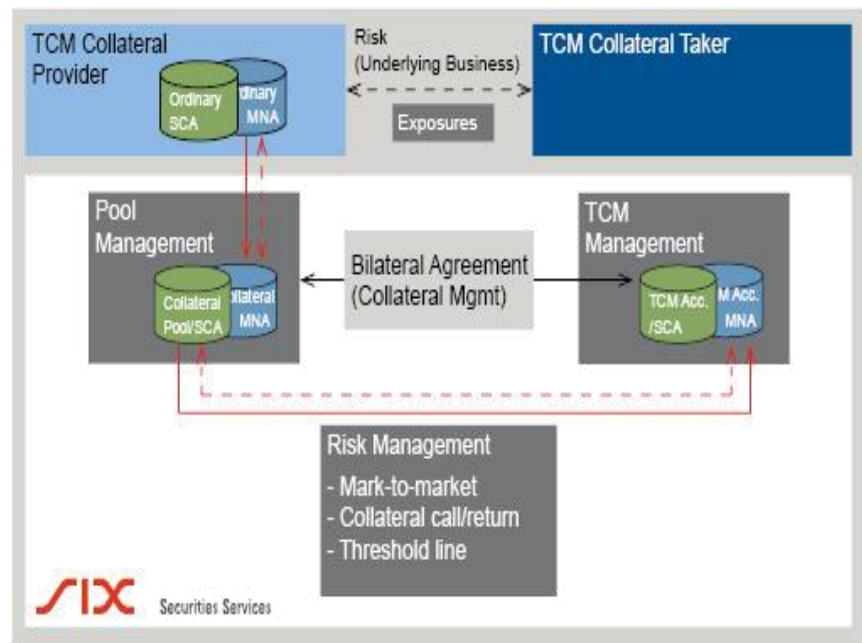 TCM Collateral
Provider
Ordinary
SCA
dinary
MNA
Risk
(Underlying Business)
Exposures
TCM Collateral Taker
Pool
Management
Collateral
Pool/SCA
ollateral
MNA
Bilateral Agreement
(Collateral Mgmt)
TCM
Management
TCM Acc.
/SCA
M Acc.
MNA
Risk Management
- Mark-to-market
- Collateral call/return
- Threshold line
SIX Securities Services